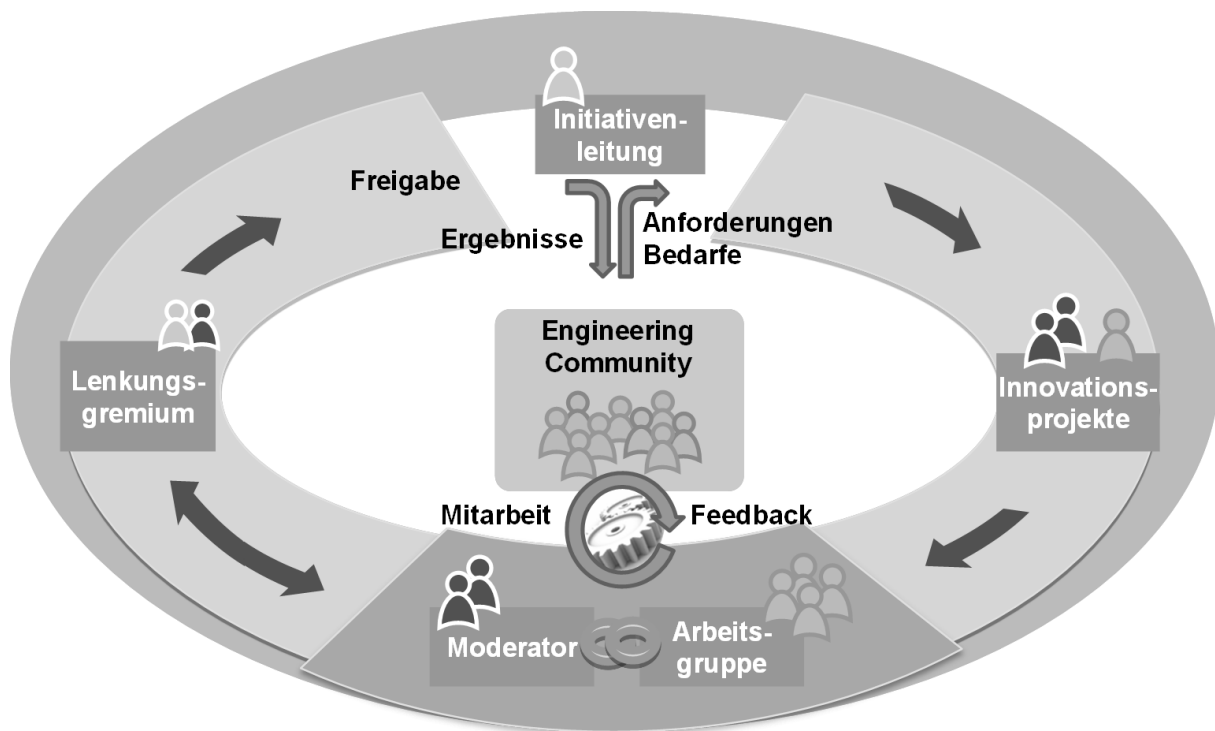 Initiativen-
leitung
Freigabe
Ergebnisse
Anforderungen
Bedarfe
Engineering
Community
Lenkungs-
gremium
Innovations-
projekte
Mitarbeit
Feedback
Moderator
Arbeits-
gruppe